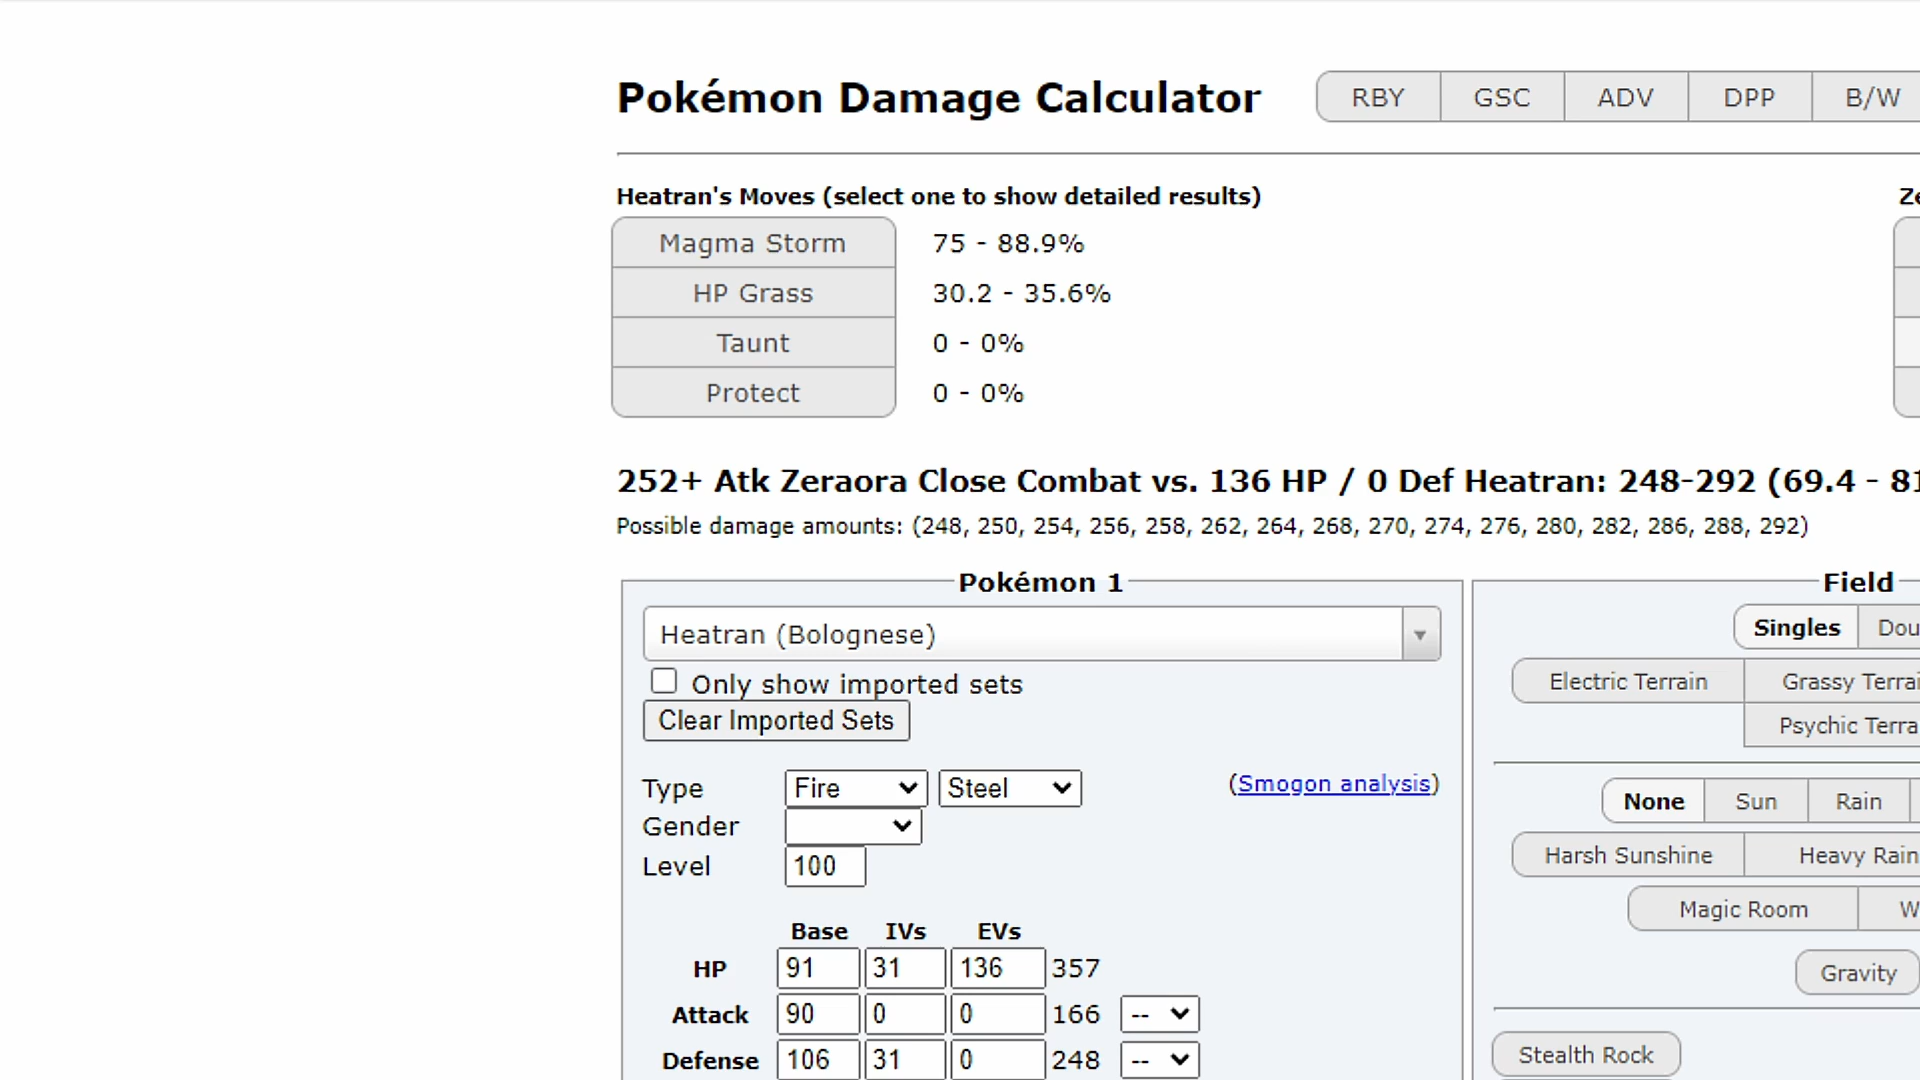 Pokémon Damage Calculator
RBY GSC ADV DPP B/W
Heatran's Moves (select one to show detailed results)
Magma Storm 75 - 88.9%
HP Grass 30.2 - 35.6%
Taunt 0 - 0%
Protect 0 - 0%
252+ Atk Zeraora Close Combat vs. 136 HP / 0 Def Heatran: 248-292 (69.4 - 81
Possible damage amounts: (248, 250, 254, 256, 258, 262, 264, 268, 270, 274, 276, 280, 282, 286, 288, 292)
Pokémon 1
Heatran (Bolognese)
Only show imported sets
Clear Imported Sets
Type Fire Steel (Smogon analysis)
Gender
Level 100
Base IVs EVs
HP 91 31 136 357
Attack 90 0 0 166 --
Defense 106 31 0 248 --
Field
Singles Dou
Electric Terrain Grassy Terrai
Psychic Terra
None Sun Rain
Harsh Sunshine Heavy Rain
Magic Room W
Gravity
Stealth Rock